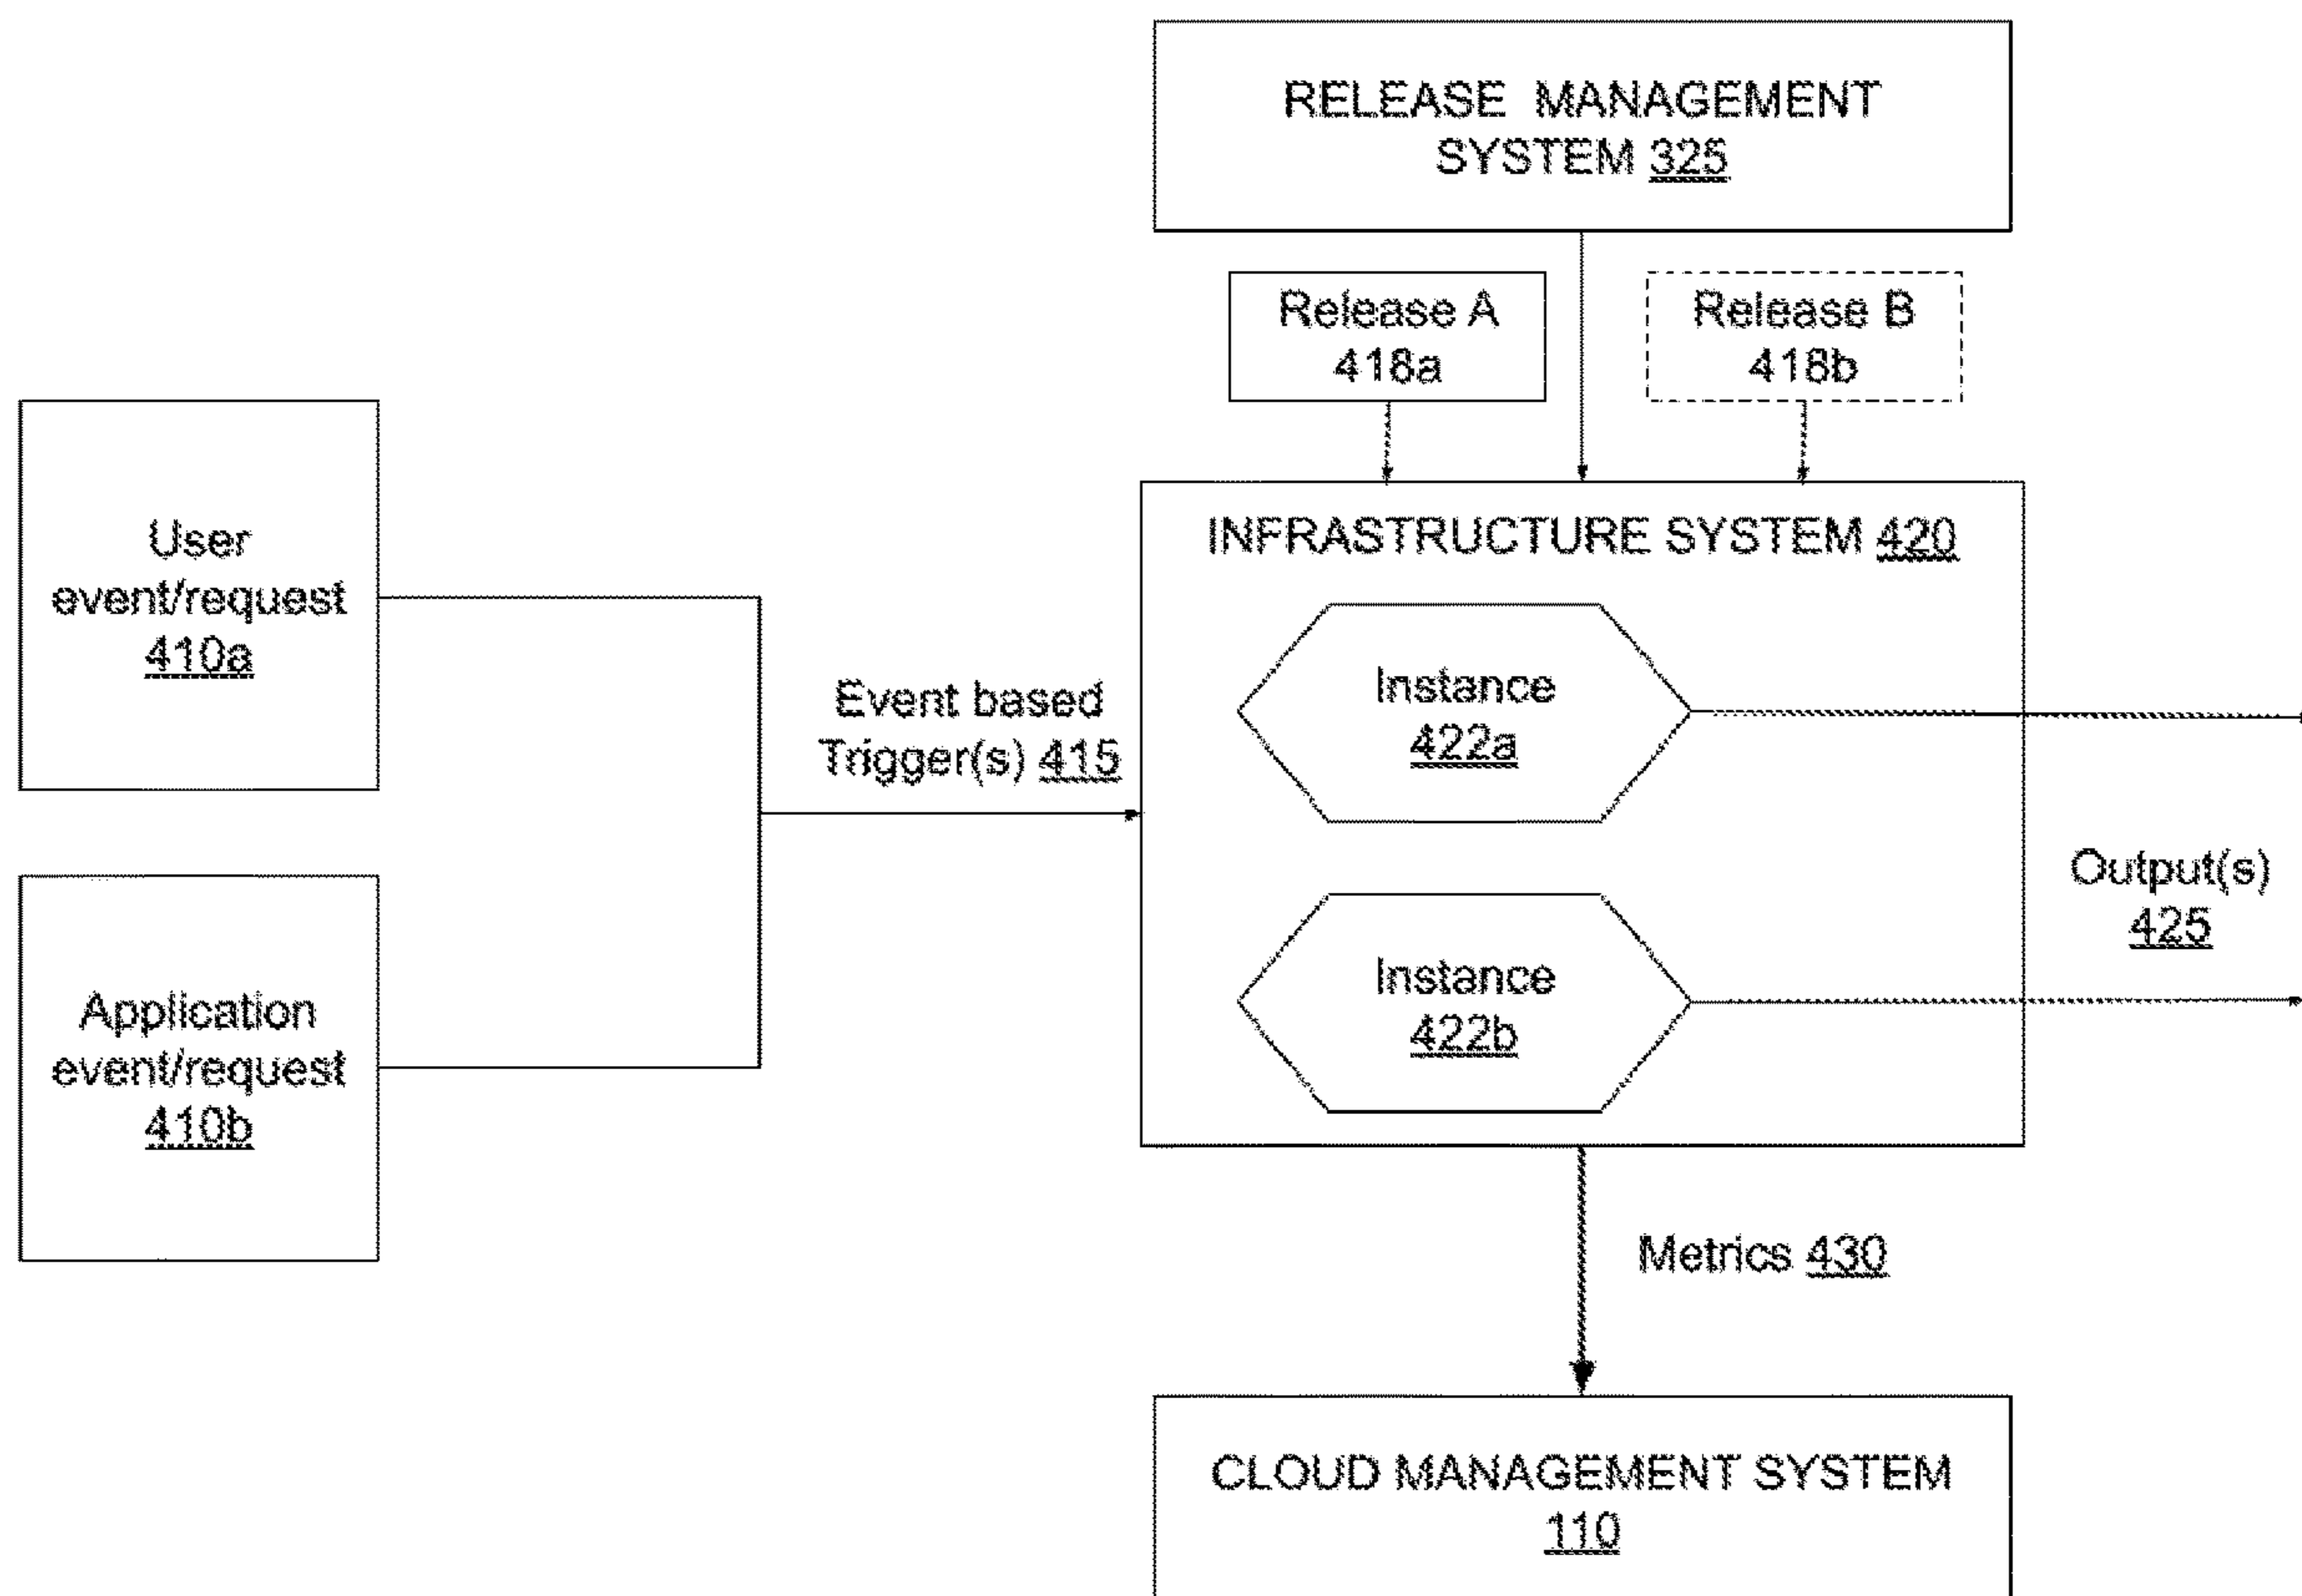 RELEASE MANAGEMENT
SYSTEM 325
Release A
418a
Release B
418b
User
event/request
410a
Event based
Trigger(s) 415
INFRASTRUCTURE SYSTEM 420
Instance
422a
Output(s)
425
Application
event/request
410b
Instance
422b
Metrics 430
CLOUD MANAGEMENT SYSTEM
110